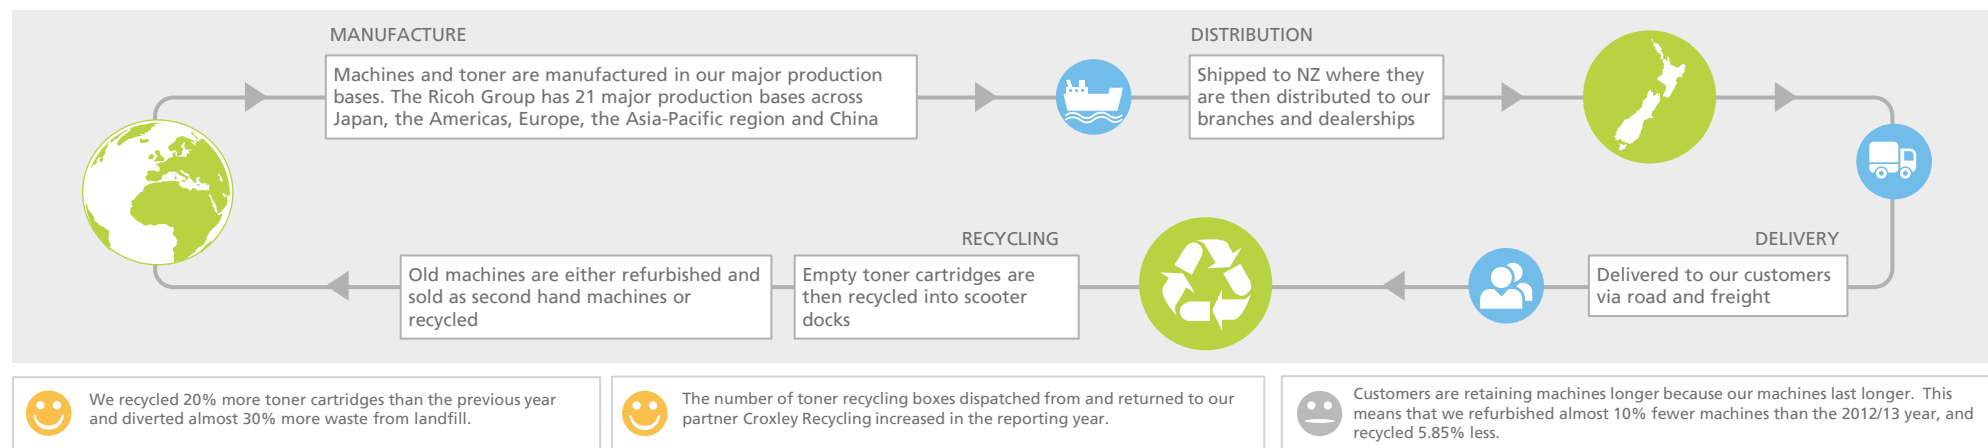 MANUFACTURE
Machines and toner are manufactured in our major production
bases. The Ricoh Group has 21 major production bases across
Japan, the Americas, Europe, the Asia-Pacific region and China
DISTRIBUTION
Shipped to NZ where they
are then distributed to our
branches and dealerships
DELIVERY
Delivered to our customers
via road and freight
RECYCLING
Empty toner cartridges are
then recycled into scooter
docks
Old machines are either refurbished and
sold as second hand machines or
recycled
We recycled 20% more toner cartridges than the previous year
and diverted almost 30% more waste from landfill.
The number of toner recycling boxes dispatched from and returned to our
partner Croxley Recycling increased in the reporting year.
Customers are retaining machines longer because our machines last longer.  This
means that we refurbished almost 10% fewer machines than the 2012/13 year, and
recycled 5.85% less.